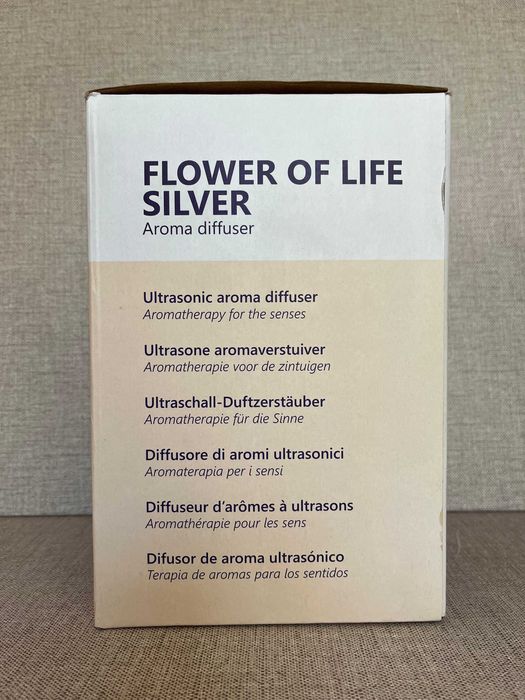 FLOWER OF LIFE
SILVER
Aroma diffuser
Ultrasonic aroma diffuser
Aromatherapy for the senses
Ultrasone aromaverstuiver
Aromatherapie voor de zintuigen
Ultraschall-Duftzerstäuber
Aromatherapie für die Sinne
Diffusore di aromi ultrasonici
Aromaterapia per i sensi
Diffuseur d'arômes à ultrasons
Aromathérapie pour les sens
Difusor de aroma ultrasónico
Terapia de aromas para los sentidos